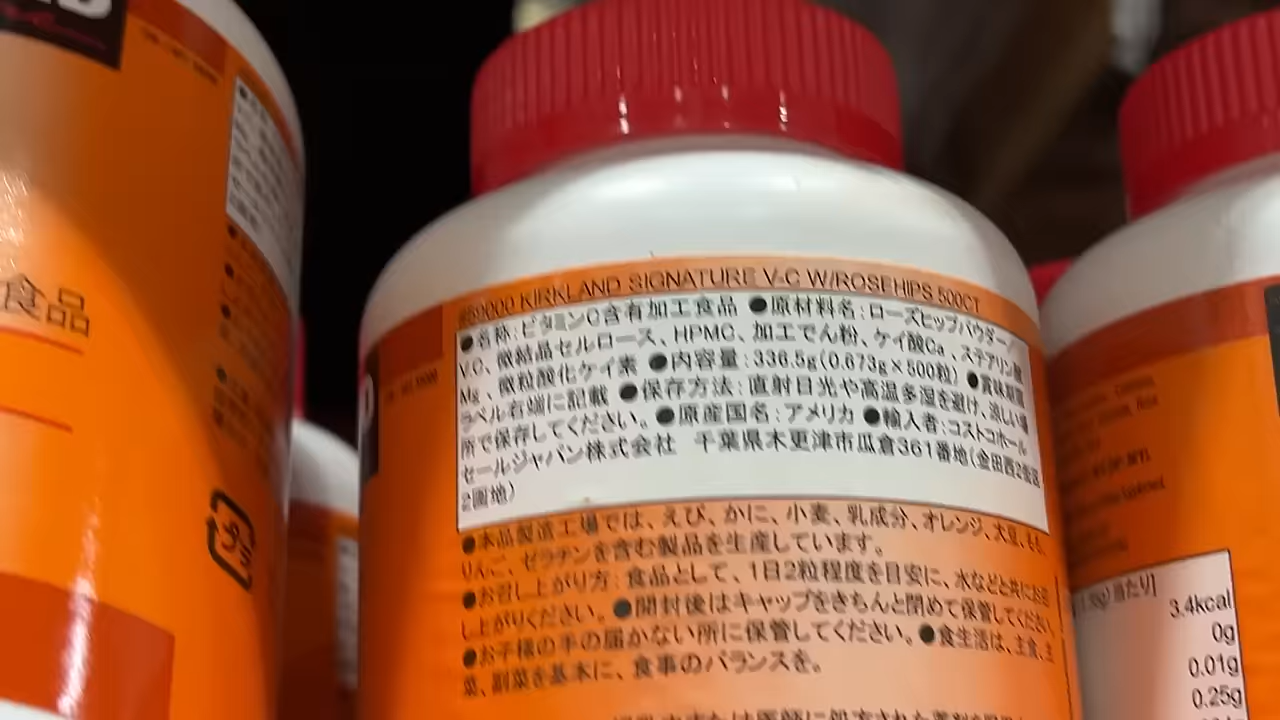 KIRKLAND SIGNATURE V-C W/ROSEHIPS 500CT
●名称:ビタミンC含有加工食品 ●原材料名:ローズヒップパウダー/
V.C、微結晶セルロース、HPMC、加工でん粉、ケイ酸Ca、ステアリン酸
Mg、微粒酸化ケイ素 ●内容量:336.5g(0.673g×500粒) ●賞味期限:
ラベル右端に記載 ●保存方法:直射日光や高温多湿を避け、涼しい場
所で保存してください。●原産国名:アメリカ ●輸入者:コストコホール
セールジャパン株式会社 千葉県木更津市瓜倉361番地(金田西2街区
2画地)
●本品製造工場では、えび、かに、小麦、乳成分、オレンジ、大豆、もも、
りんご、ゼラチンを含む製品を生産しています。
●お召し上がり方:食品として、1日2粒程度を目安に、水などと共にお召
し上がりください。●開封後はキャップをきちんと閉めて保管してください。
●お子様の手の届かない所に保管してください。●食生活は、主食、主
菜、副菜を基本に、食事のバランスを。
食品
プラ
当たり]
3.4kcal
0g
0.01g
0.25g